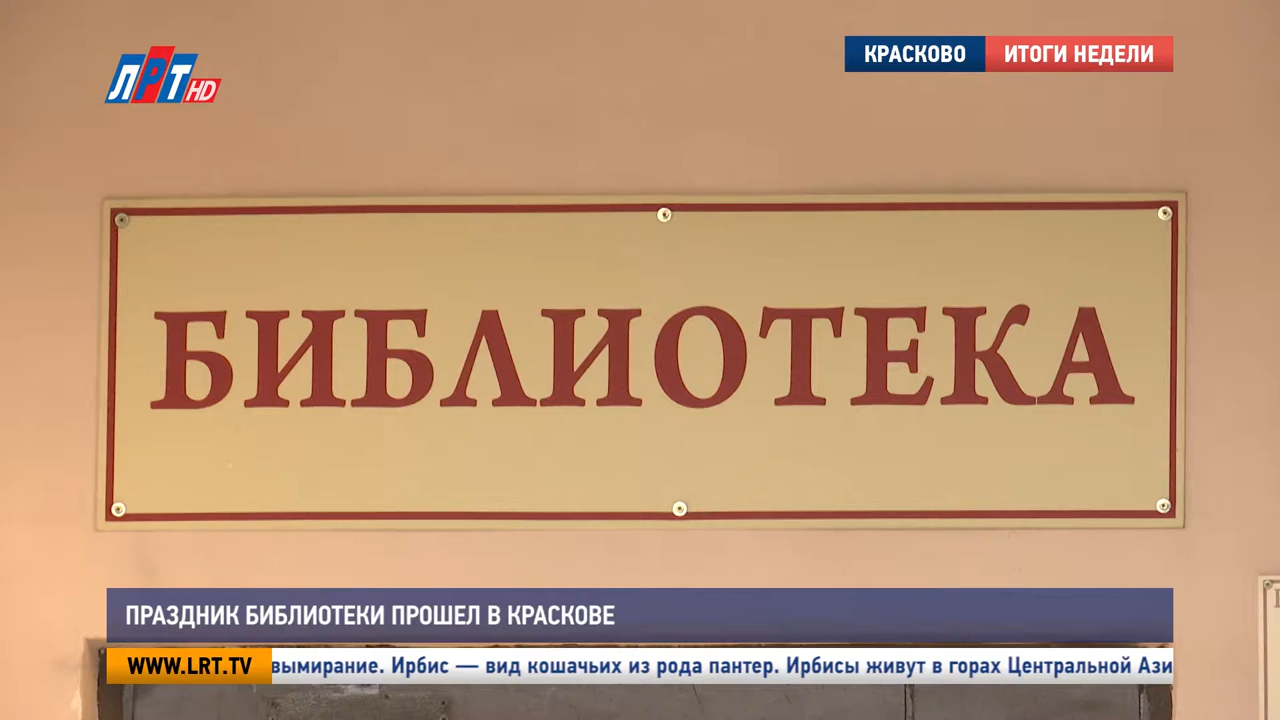 ЛРТ HD
КРАСКОВО ИТОГИ НЕДЕЛИ
БИБЛИОТЕКА
ПРАЗДНИК БИБЛИОТЕКИ ПРОШЕЛ В КРАСКОВЕ
WWW.LRT.TV вымирание. Ирбис — вид кошачьих из рода пантер. Ирбисы живут в горах Центральной Ази